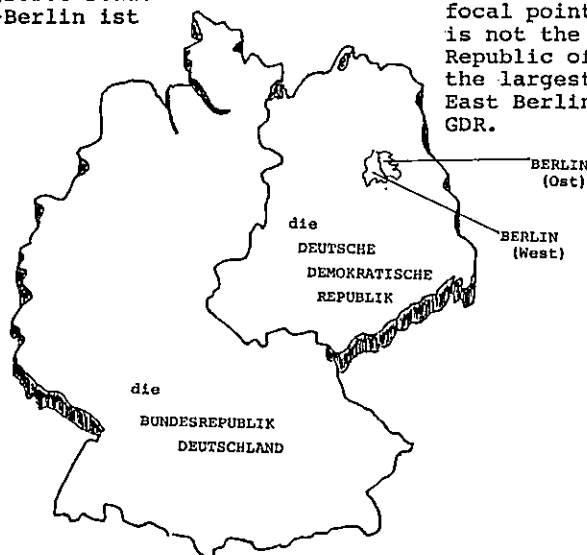 -Berlin ist
focal point
is not the
Republic of
the largest
East Berlin
GDR.
BERLIN
(Ost)
BERLIN
(West)
die
DEUTSCHE
DEMOKRATISCHE
REPUBLIK
die
BUNDESREPUBLIK
DEUTSCHLAND